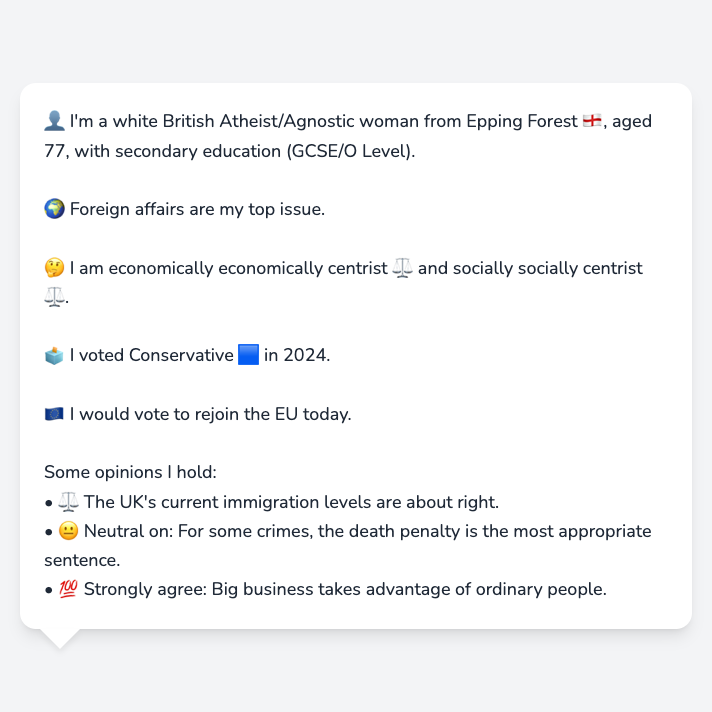 👤 I'm a white British Atheist/Agnostic woman from Epping Forest 🏴󠁧󠁢󠁥󠁮󠁧󠁿, aged
77, with secondary education (GCSE/O Level).
🌍 Foreign affairs are my top issue.
🤔 I am economically economically centrist ⚖️ and socially socially centrist
⚖️.
🗳️ I voted Conservative 🟦 in 2024.
🇪🇺 I would vote to rejoin the EU today.
Some opinions I hold:
• ⚖️ The UK's current immigration levels are about right.
• 😐 Neutral on: For some crimes, the death penalty is the most appropriate
sentence.
• 💯 Strongly agree: Big business takes advantage of ordinary people.